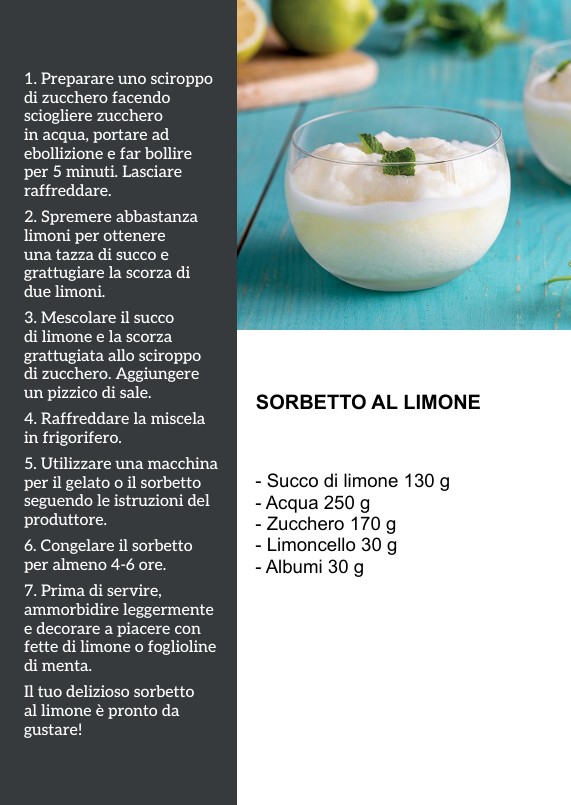 1. Preparare uno sciroppo
di zucchero facendo
sciogliere zucchero
in acqua, portare ad
ebollizione e far bollire
per 5 minuti. Lasciare
raffreddare.
2. Spremere abbastanza
limoni per ottenere
una tazza di succo e
grattugiare la scorza di
due limoni.
3. Mescolare il succo
di limone e la scorza
grattugiata allo sciroppo
di zucchero. Aggiungere
un pizzico di sale.
4. Raffreddare la miscela
in frigorifero.
5. Utilizzare una macchina
per il gelato o il sorbetto
seguendo le istruzioni del
produttore.
6. Congelare il sorbetto
per almeno 4-6 ore.
7. Prima di servire,
ammorbidire leggermente
e decorare a piacere con
fette di limone o foglioline
di menta.
Il tuo delizioso sorbetto
al limone è pronto da
gustare!
SORBETTO AL LIMONE
- Succo di limone 130 g
- Acqua 250 g
- Zucchero 170 g
- Limoncello 30 g
- Albumi 30 g